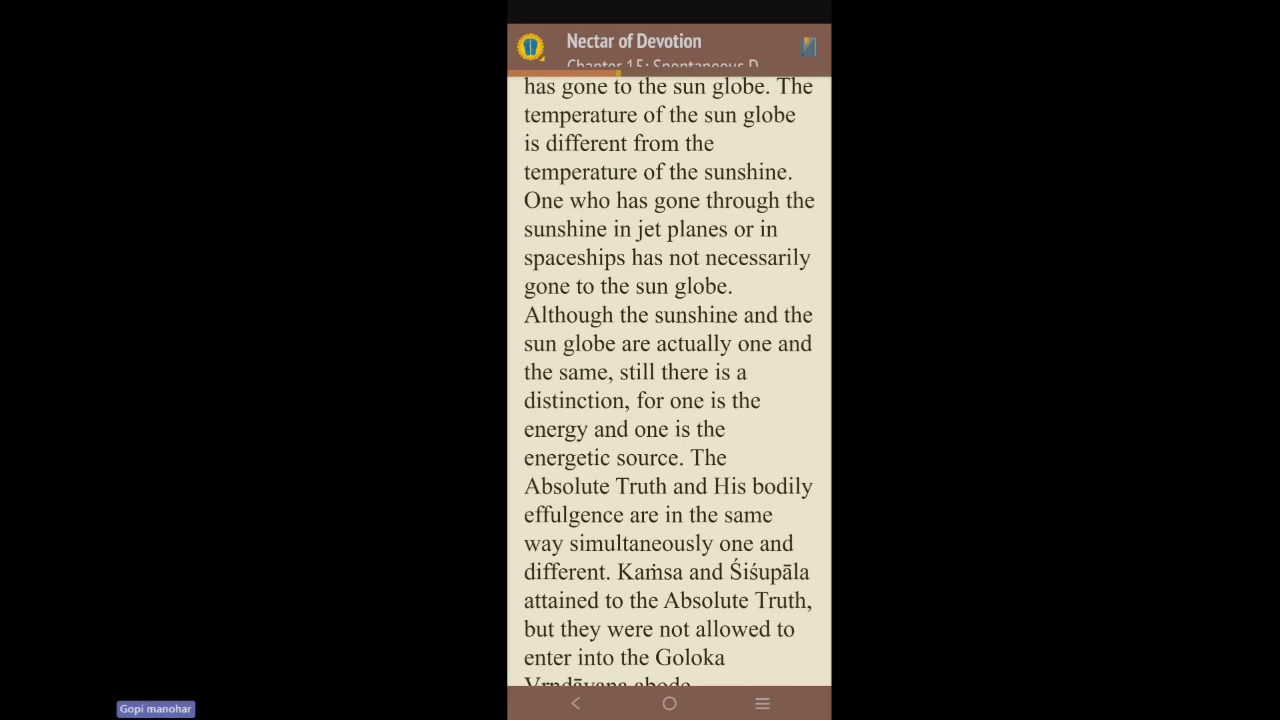 Nectar of Devotion
Chapter 15: Spontaneous D
has gone to the sun globe. The
temperature of the sun globe
is different from the
temperature of the sunshine.
One who has gone through the
sunshine in jet planes or in
spaceships has not necessarily
gone to the sun globe.
Although the sunshine and the
sun globe are actually one and
the same, still there is a
distinction, for one is the
energy and one is the
energetic source. The
Absolute Truth and His bodily
effulgence are in the same
way simultaneously one and
different. Kaṁsa and Śiśupāla
attained to the Absolute Truth,
but they were not allowed to
enter into the Goloka
Vṛndāvana abode.
Gopi manohar